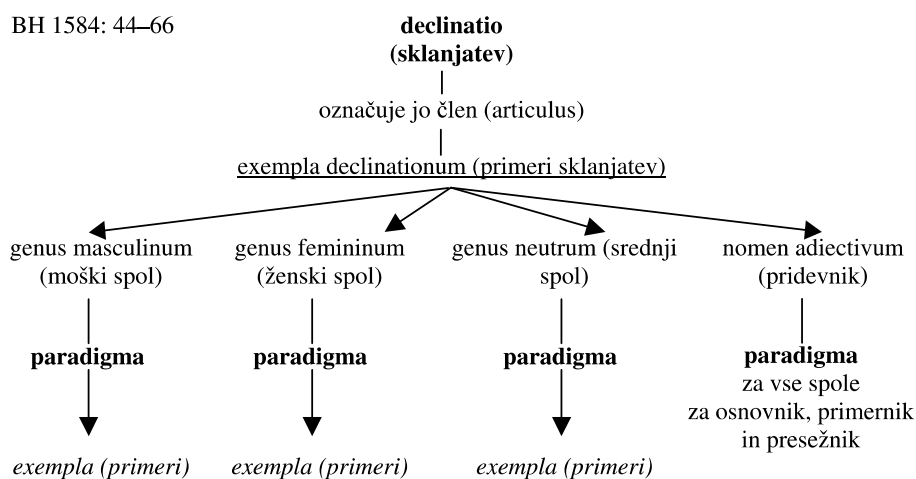 BH 1584: 44–66
declinatio
(sklanjatev)
označuje jo člen (articulus)
exempla declinationum (primeri sklanjatev)
genus masculinum
(moški spol)
genus femininum
(ženski spol)
genus neutrum (srednji
spol)
nomen adiectivum
(pridevnik)
paradigma
paradigma
paradigma
paradigma
za vse spole
za osnovnik, primernik
in presežnik
exempla (primeri)
exempla (primeri)
exempla (primeri)